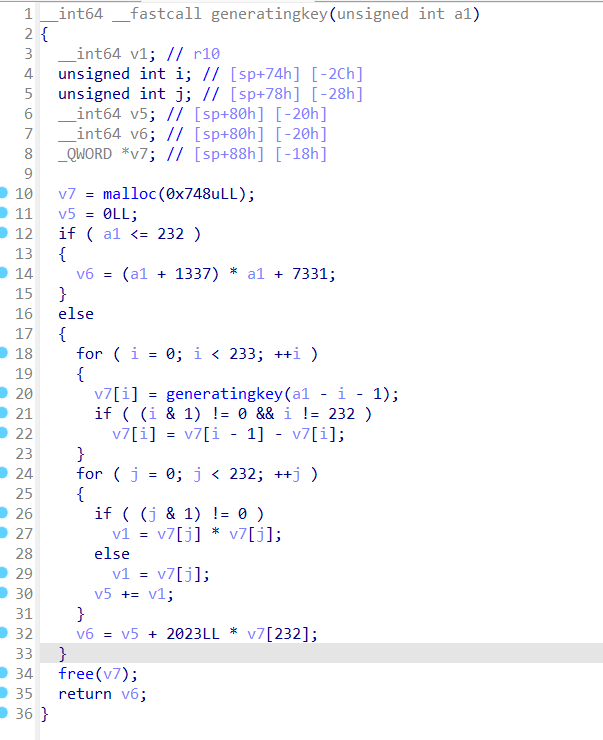 1 __int64 __fastcall generatingkey(unsigned int a1)
2 {
3 __int64 v1; // r10
4 unsigned int i; // [sp+74h] [-2Ch]
5 unsigned int j; // [sp+78h] [-28h]
6 __int64 v5; // [sp+80h] [-20h]
7 __int64 v6; // [sp+80h] [-20h]
8 _QWORD *v7; // [sp+88h] [-18h]
9
10 v7 = malloc(0x748uLL);
11 v5 = 0LL;
12 if ( a1 <= 232 )
13 {
14 v6 = (a1 + 1337) * a1 + 7331;
15 }
16 else
17 {
18 for ( i = 0; i < 233; ++i )
19 {
20 v7[i] = generatingkey(a1 - i - 1);
21 if ( (i & 1) != 0 && i != 232 )
22 v7[i] = v7[i - 1] - v7[i];
23 }
24 for ( j = 0; j < 232; ++j )
25 {
26 if ( (j & 1) != 0 )
27 v1 = v7[j] * v7[j];
28 else
29 v1 = v7[j];
30 v5 += v1;
31 }
32 v6 = v5 + 2023LL * v7[232];
33 }
34 free(v7);
35 return v6;
36 }